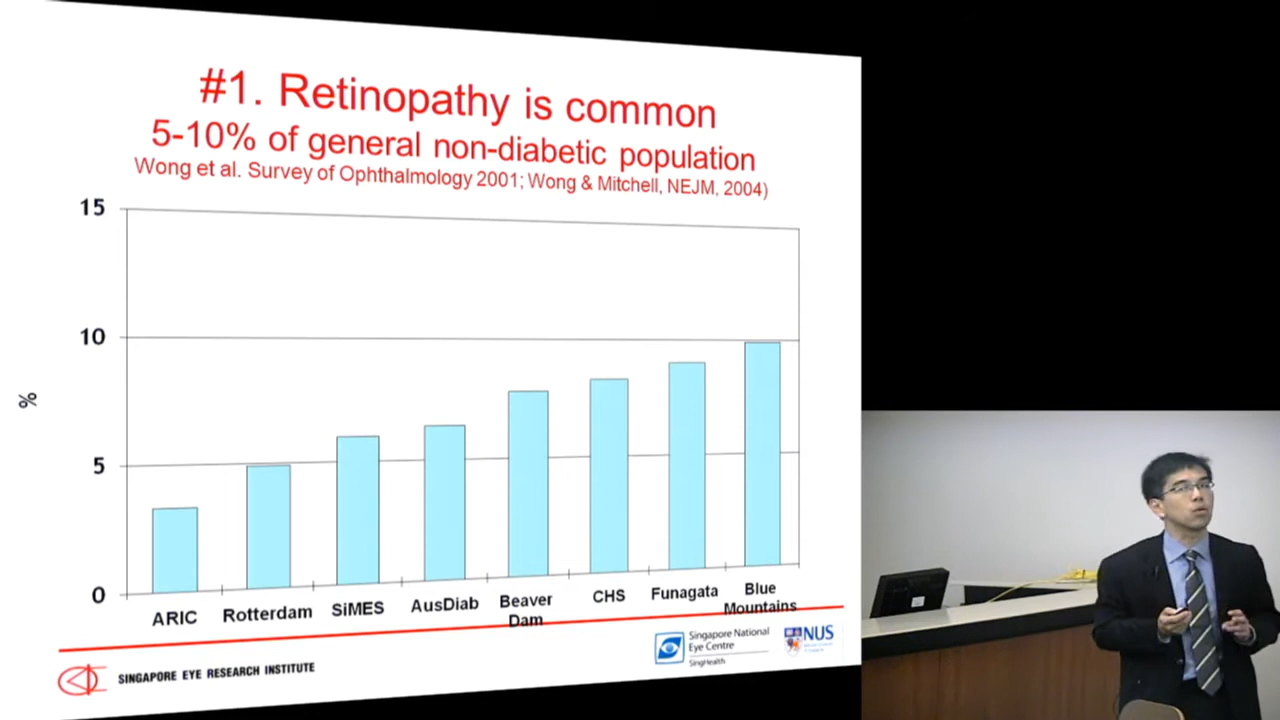 #1. Retinopathy is common
5-10% of general non-diabetic population
Wong et al. Survey of Ophthalmology 2001; Wong & Mitchell, NEJM, 2004)
15
10
5
0
%
ARIC
Rotterdam
SiMES
AusDiab
Beaver
Dam
CHS
Funagata
Blue
Mountains
SINGAPORE EYE RESEARCH INSTITUTE
Singapore National
Eye Centre
SingHealth
NUS